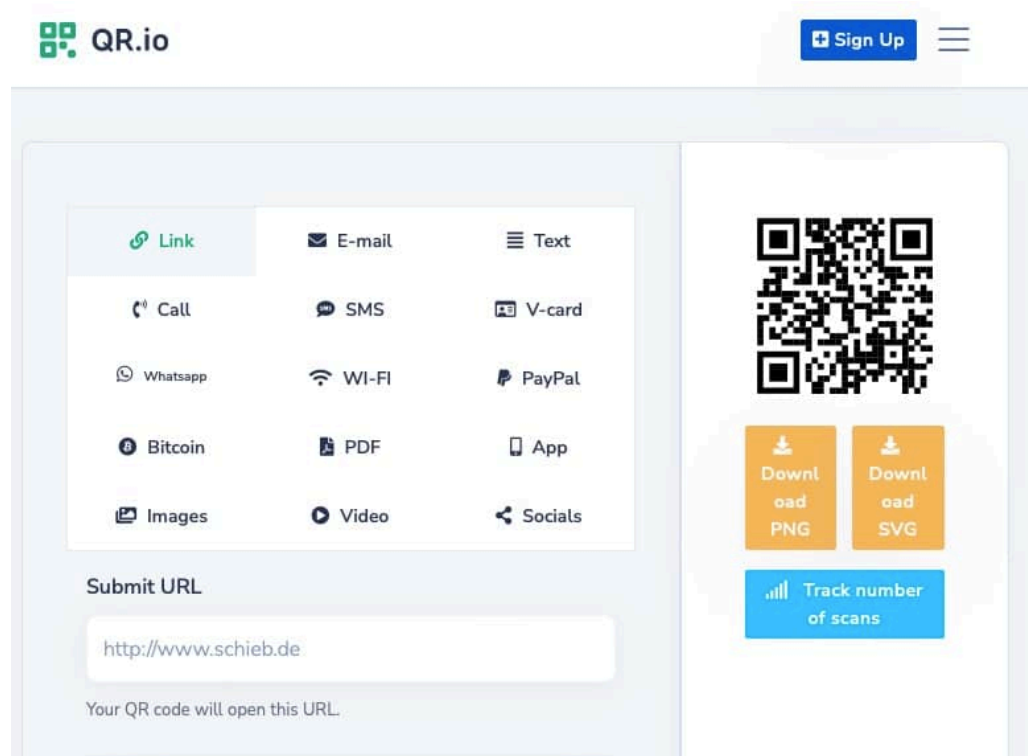 QR.io
Sign Up
Link
E-mail
Text
Call
SMS
V-card
Whatsapp
WI-FI
PayPal
Bitcoin
PDF
App
Images
Video
Socials
Submit URL
http://www.schieb.de
Your QR code will open this URL.
Downl
oad
PNG
Downl
oad
SVG
Track number
of scans